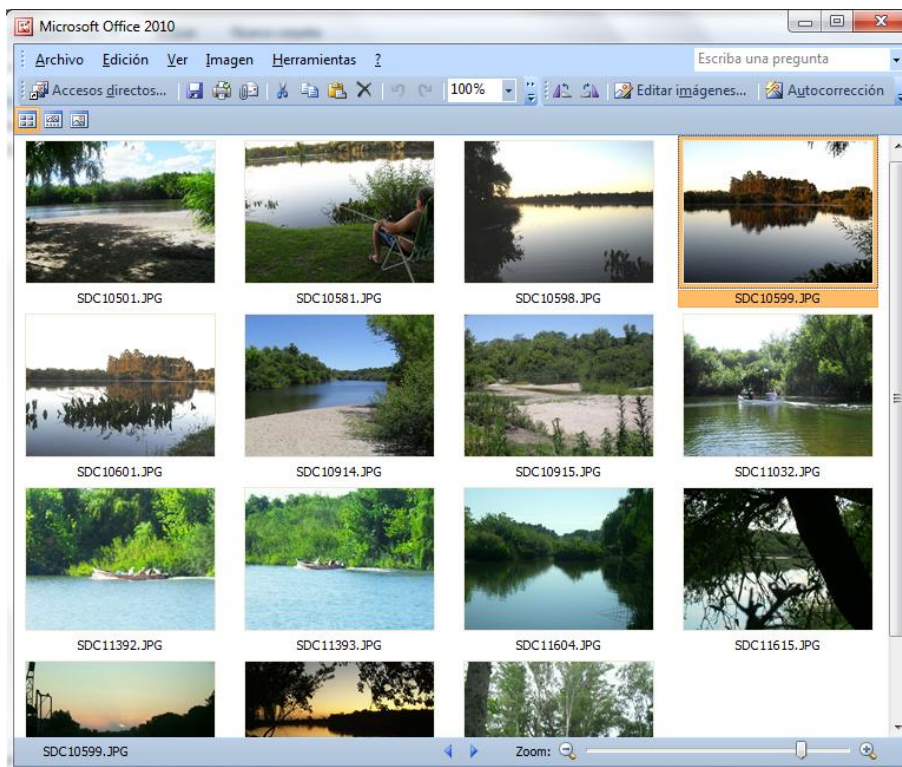 Microsoft Office 2010
Archivo Edición Ver Imagen Herramientas ? Escriba una pregunta
Accesos directos... 100% Editar imágenes... Autocorrección
SDC10501.JPG SDC10581.JPG SDC10598.JPG SDC10599.JPG
SDC10601.JPG SDC10914.JPG SDC10915.JPG SDC11032.JPG
SDC11392.JPG SDC11393.JPG SDC11604.JPG SDC11615.JPG
SDC10599.JPG Zoom: